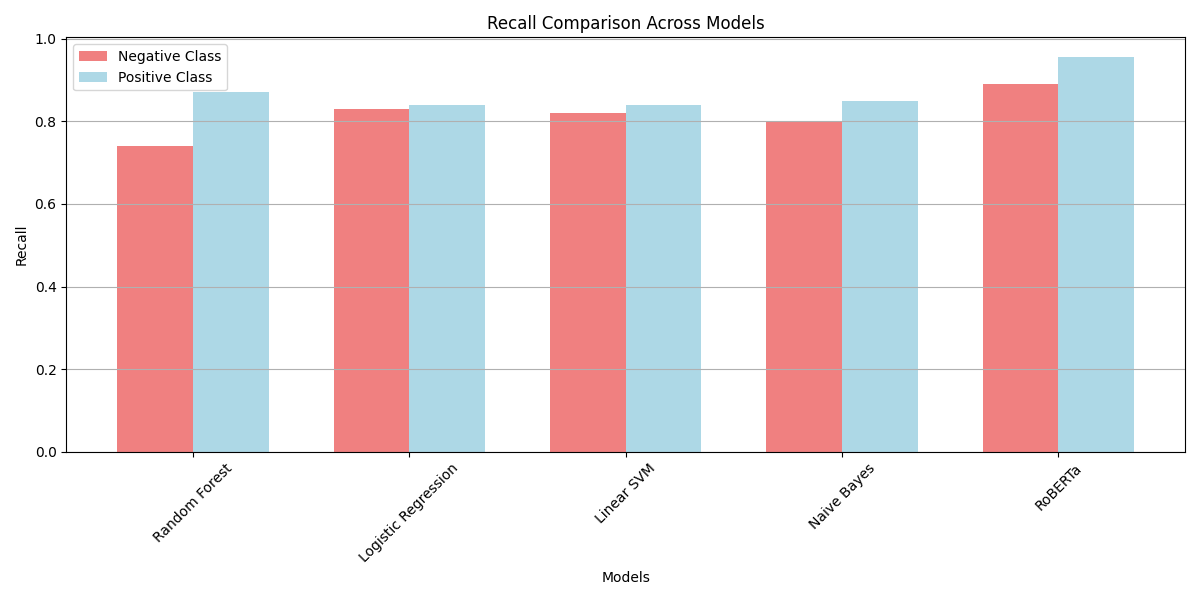 Recall Comparison Across Models
Negative Class
Positive Class
1.0
0.8
0.6
0.4
0.2
0.0
Recall
Random Forest
Logistic Regression
Linear SVM
Naive Bayes
RoBERTa
Models